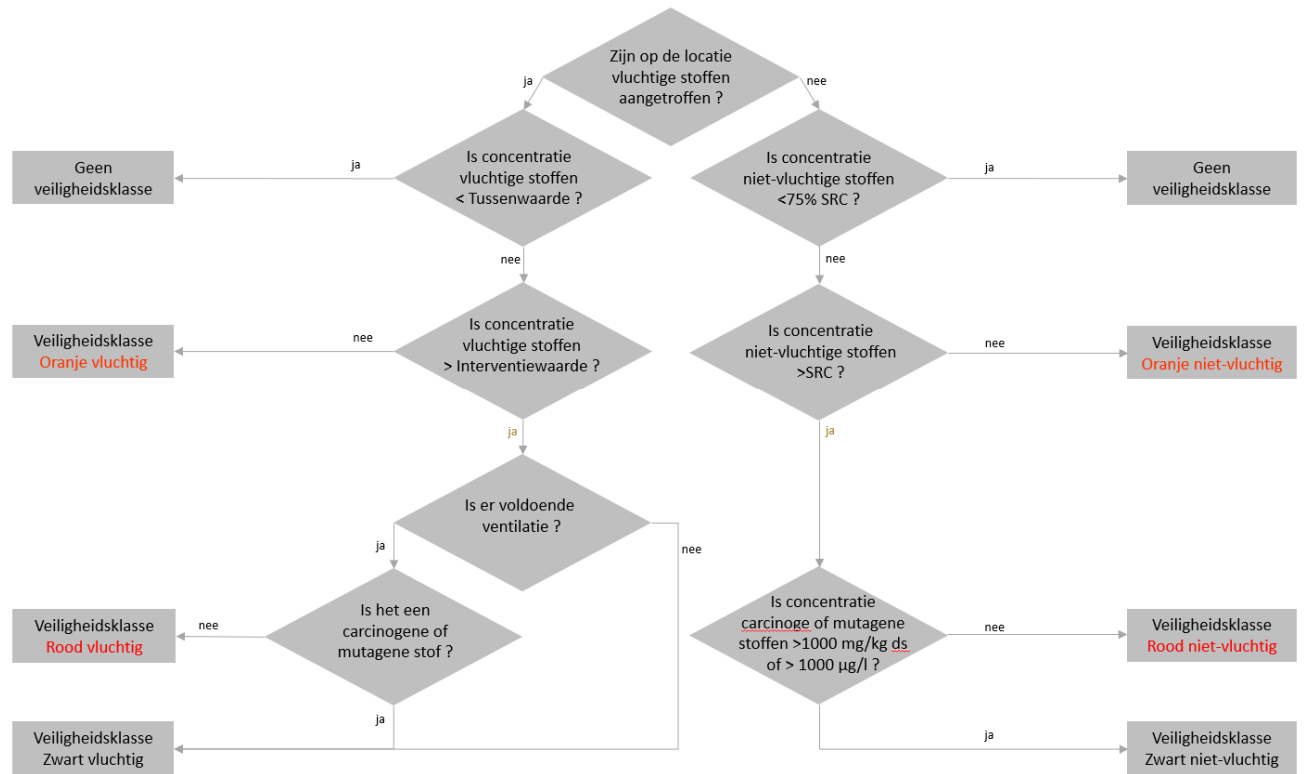 Zijn op de locatie
vluchtige stoffen
aangetroffen ?
ja
nee
Is concentratie
vluchtige stoffen
< Tussenwaarde ?
Is concentratie
niet-vluchtige stoffen
<75% SRC ?
ja
Geen
veiligheidsklasse
ja
Geen
veiligheidsklasse
nee
nee
Is concentratie
vluchtige stoffen
> Interventiewaarde ?
Is concentratie
niet-vluchtige stoffen
>SRC ?
nee
Veiligheidsklasse
Oranje vluchtig
nee
Veiligheidsklasse
Oranje niet-vluchtig
ja
ja
Is er voldoende
ventilatie ?
ja
nee
Is het een
carcinogene of
mutagene stof ?
Is concentratie
carcinoge of mutagene
stoffen >1000 mg/kg ds
of > 1000 µg/l ?
nee
Veiligheidsklasse
Rood vluchtig
nee
Veiligheidsklasse
Rood niet-vluchtig
ja
Veiligheidsklasse
Zwart vluchtig
ja
Veiligheidsklasse
Zwart niet-vluchtig